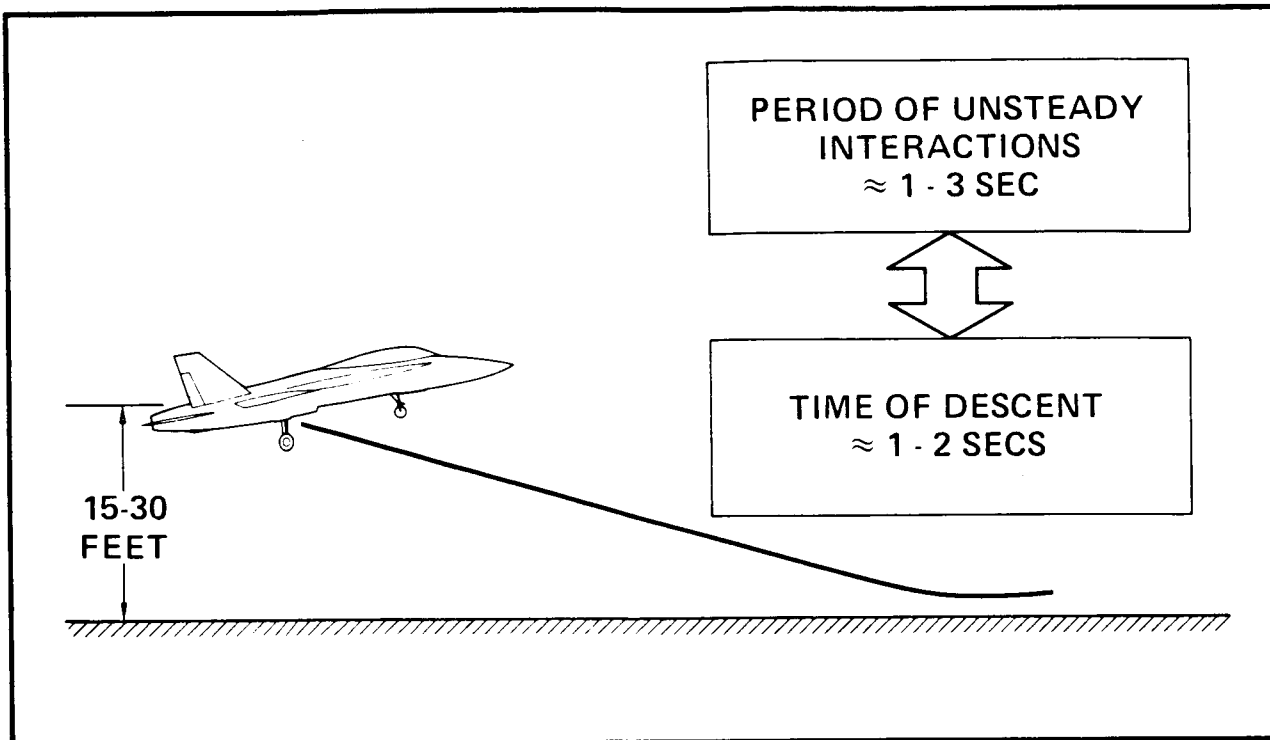 PERIOD OF UNSTEADY
INTERACTIONS
≈ 1 - 3 SEC
TIME OF DESCENT
≈ 1 - 2 SECS
15-30
FEET